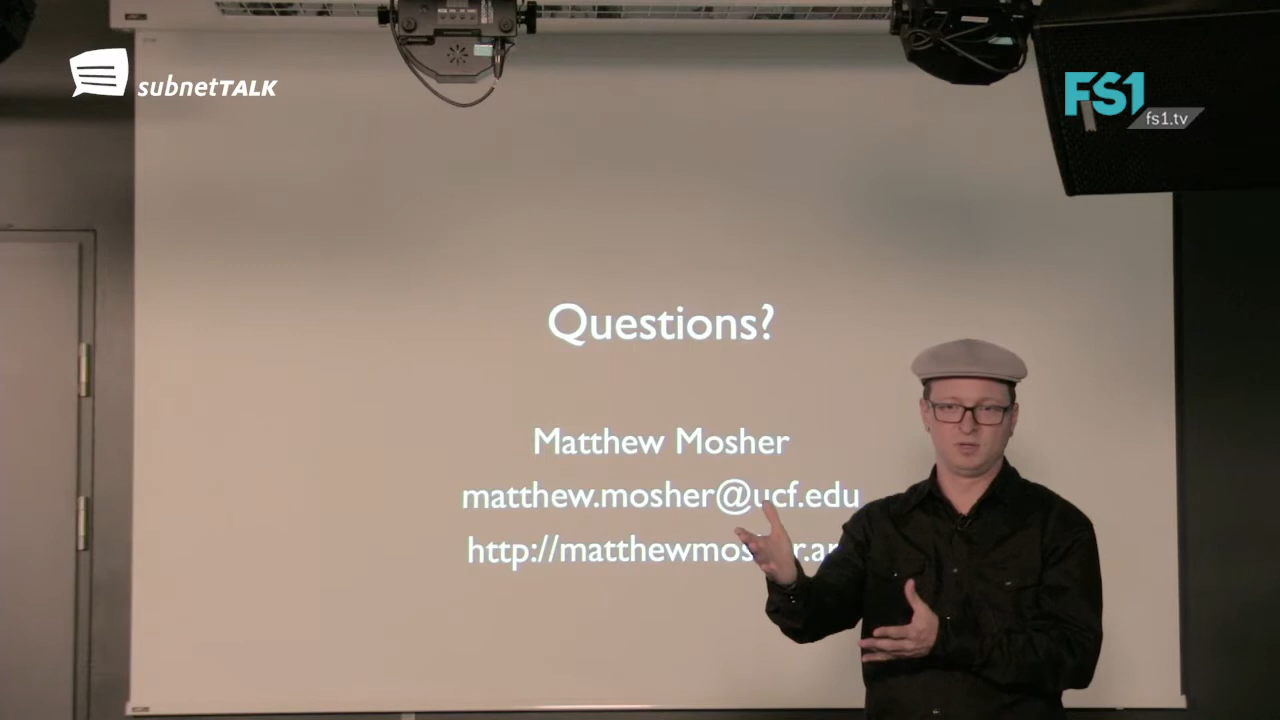 subnetTALK
FS1
fs1.tv
Questions?
Matthew Mosher
matthew.mosher@ucf.edu